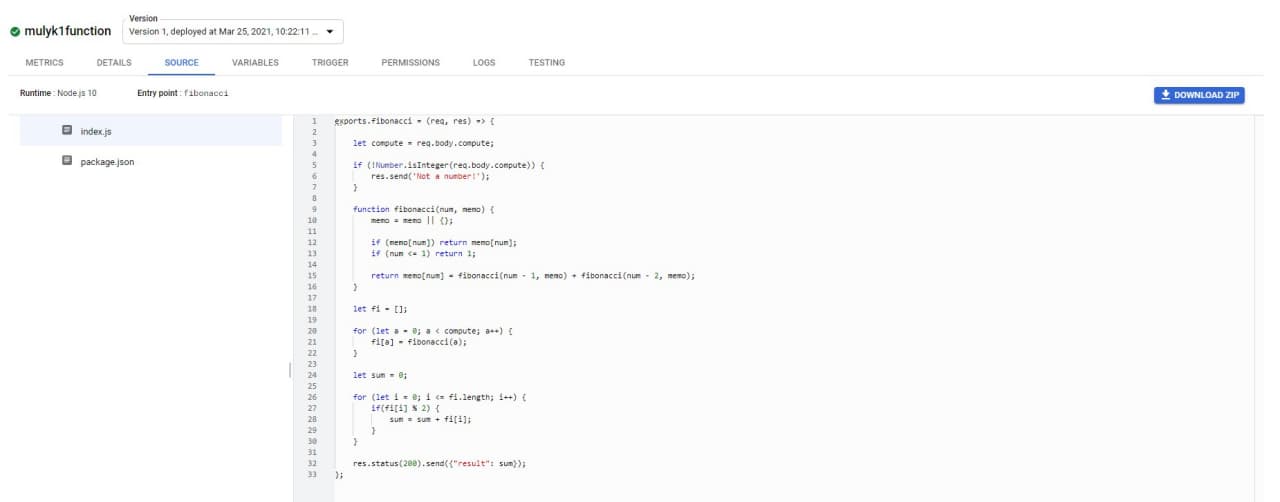 Version
mulyk1function
Version 1, deployed at Mar 25, 2021, 10:22:11 ...
METRICS DETAILS SOURCE VARIABLES TRIGGER PERMISSIONS LOGS TESTING
Runtime : Node.js 10 Entry point : fibonacci
DOWNLOAD ZIP
index.js
package.json
1 exports.fibonacci = (req, res) => {
2
3 let compute = req.body.compute;
4
5 if (!Number.isInteger(req.body.compute)) {
6 res.send('Not a number!');
7 }
8
9 function fibonacci(num, memo) {
10 memo = memo || {};
11
12 if (memo[num]) return memo[num];
13 if (num <= 1) return 1;
14
15 return memo[num] = fibonacci(num - 1, memo) + fibonacci(num - 2, memo);
16 }
17
18 let fi = [];
19
20 for (let a = 0; a < compute; a++) {
21 fi[a] = fibonacci(a);
22 }
23
24 let sum = 0;
25
26 for (let i = 0; i <= fi.length; i++) {
27 if(fi[i] % 2) {
28 sum = sum + fi[i];
29 }
30 }
31
32 res.status(200).send({"result": sum});
33 };